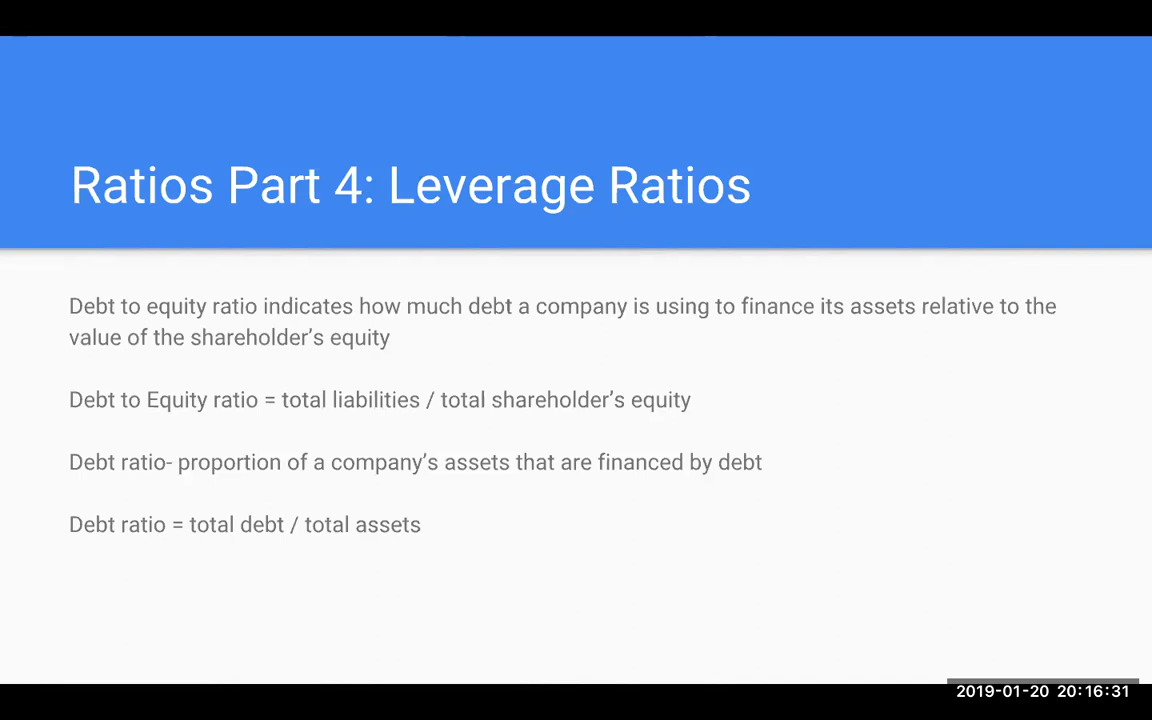 Ratios Part 4: Leverage Ratios
Debt to equity ratio indicates how much debt a company is using to finance its assets relative to the
value of the shareholder’s equity
Debt to Equity ratio = total liabilities / total shareholder’s equity
Debt ratio- proportion of a company’s assets that are financed by debt
Debt ratio = total debt / total assets
2019-01-20 20:16:31